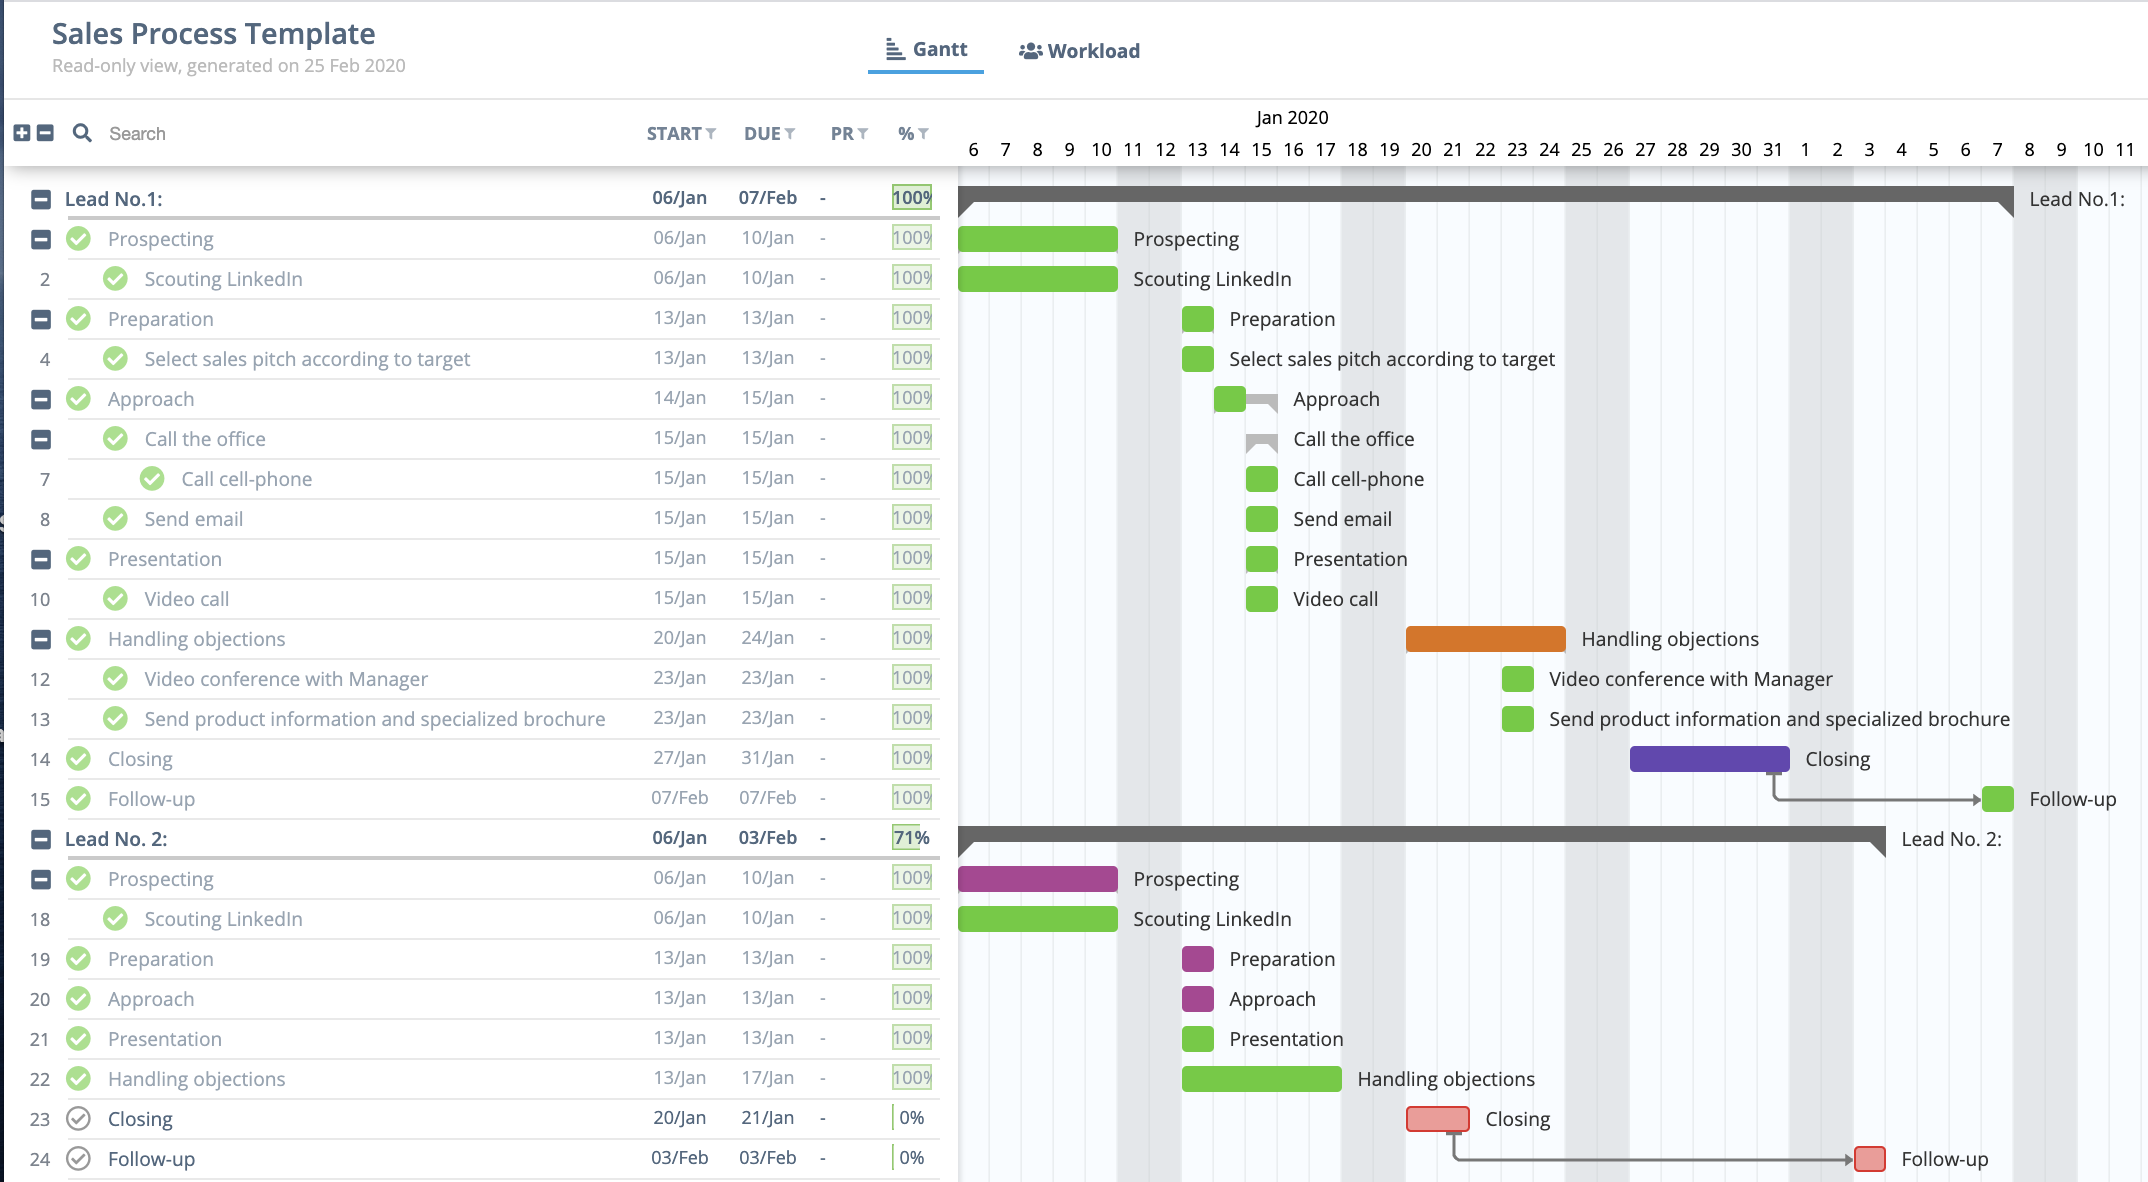 Sales Process Template
Read-only view, generated on 25 Feb 2020
Gantt Workload
Search START DUE PR %
Jan 2020
6 7 8 9 10 11 12 13 14 15 16 17 18 19 20 21 22 23 24 25 26 27 28 29 30 31 1 2 3 4 5 6 7 8 9 10 11
Lead No.1: 06/Jan 07/Feb - 100% Lead No.1:
Prospecting 06/Jan 10/Jan - 100% Prospecting
2 Scouting LinkedIn 06/Jan 10/Jan - 100% Scouting LinkedIn
Preparation 13/Jan 13/Jan - 100% Preparation
4 Select sales pitch according to target 13/Jan 13/Jan - 100% Select sales pitch according to target
Approach 14/Jan 15/Jan - 100% Approach
Call the office 15/Jan 15/Jan - 100% Call the office
7 Call cell-phone 15/Jan 15/Jan - 100% Call cell-phone
8 Send email 15/Jan 15/Jan - 100% Send email
Presentation 15/Jan 15/Jan - 100% Presentation
10 Video call 15/Jan 15/Jan - 100% Video call
Handling objections 20/Jan 24/Jan - 100% Handling objections
12 Video conference with Manager 23/Jan 23/Jan - 100% Video conference with Manager
13 Send product information and specialized brochure 23/Jan 23/Jan - 100% Send product information and specialized brochure
14 Closing 27/Jan 31/Jan - 100% Closing
15 Follow-up 07/Feb 07/Feb - 100% Follow-up
Lead No. 2: 06/Jan 03/Feb - 71% Lead No. 2:
Prospecting 06/Jan 10/Jan - 100% Prospecting
18 Scouting LinkedIn 06/Jan 10/Jan - 100% Scouting LinkedIn
19 Preparation 13/Jan 13/Jan - 100% Preparation
20 Approach 13/Jan 13/Jan - 100% Approach
21 Presentation 13/Jan 13/Jan - 100% Presentation
22 Handling objections 13/Jan 17/Jan - 100% Handling objections
23 Closing 20/Jan 21/Jan - 0% Closing
24 Follow-up 03/Feb 03/Feb - 0% Follow-up